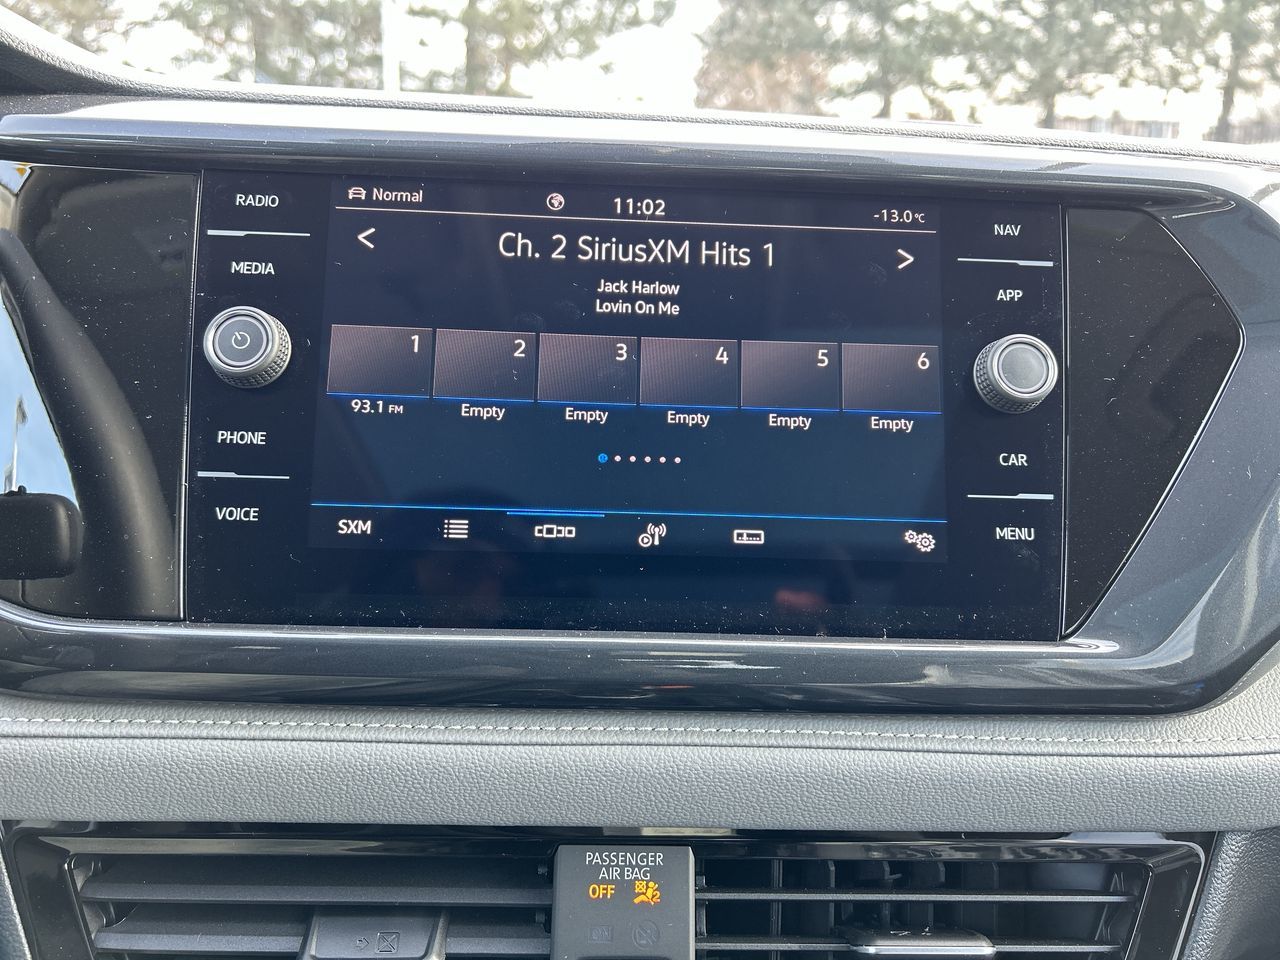 RADIO
MEDIA
PHONE
VOICE
Normal
11:02
-13.0°C
< Ch. 2 SiriusXM Hits 1 >
Jack Harlow
Lovin On Me
1 2 3 4 5 6
93.1 FM Empty Empty Empty Empty Empty
SXM
NAV
APP
CAR
MENU
PASSENGER
AIR BAG
OFF
ON